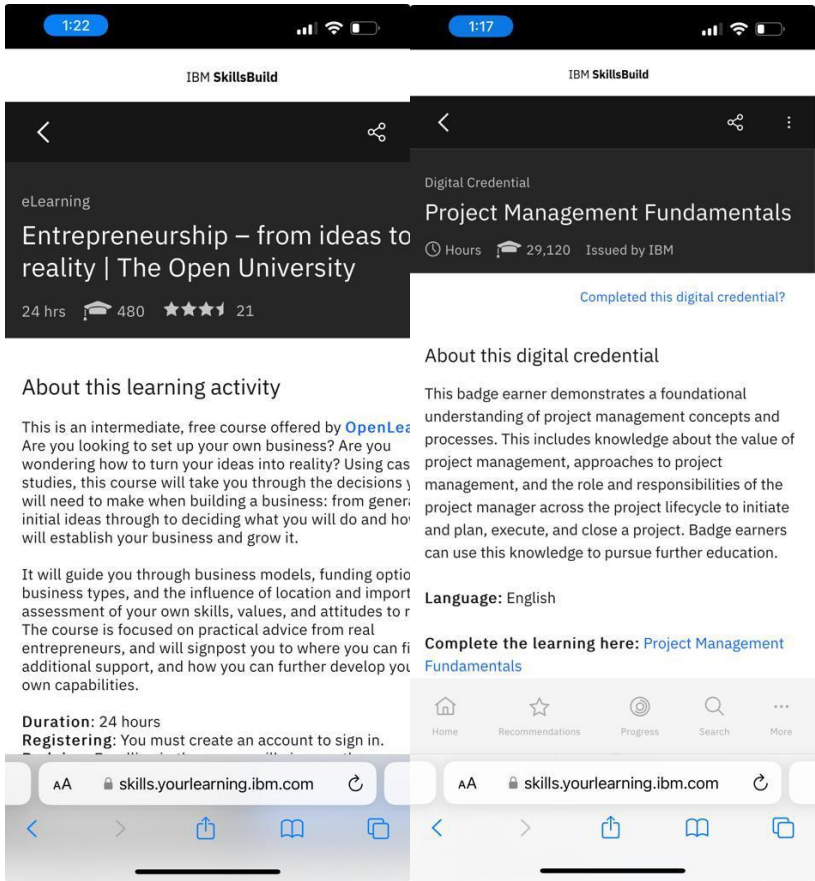 1:22
IBM SkillsBuild
eLearning
Entrepreneurship – from ideas to
reality | The Open University
24 hrs 480 21
About this learning activity
This is an intermediate, free course offered by OpenLea
Are you looking to set up your own business? Are you
wondering how to turn your ideas into reality? Using cas
studies, this course will take you through the decisions y
will need to make when building a business: from genera
initial ideas through to deciding what you will do and how
will establish your business and grow it.
It will guide you through business models, funding optio
business types, and the influence of location and import
assessment of your own skills, values, and attitudes to r
The course is focused on practical advice from real
entrepreneurs, and will signpost you to where you can fi
additional support, and how you can further develop you
own capabilities.
Duration: 24 hours
Registering: You must create an account to sign in.
AA skills.yourlearning.ibm.com
1:17
IBM SkillsBuild
Digital Credential
Project Management Fundamentals
Hours 29,120 Issued by IBM
Completed this digital credential?
About this digital credential
This badge earner demonstrates a foundational
understanding of project management concepts and
processes. This includes knowledge about the value of
project management, approaches to project
management, and the role and responsibilities of the
project manager across the project lifecycle to initiate
and plan, execute, and close a project. Badge earners
can use this knowledge to pursue further education.
Language: English
Complete the learning here: Project Management
Fundamentals
Home Recommendations Progress Search More
AA skills.yourlearning.ibm.com